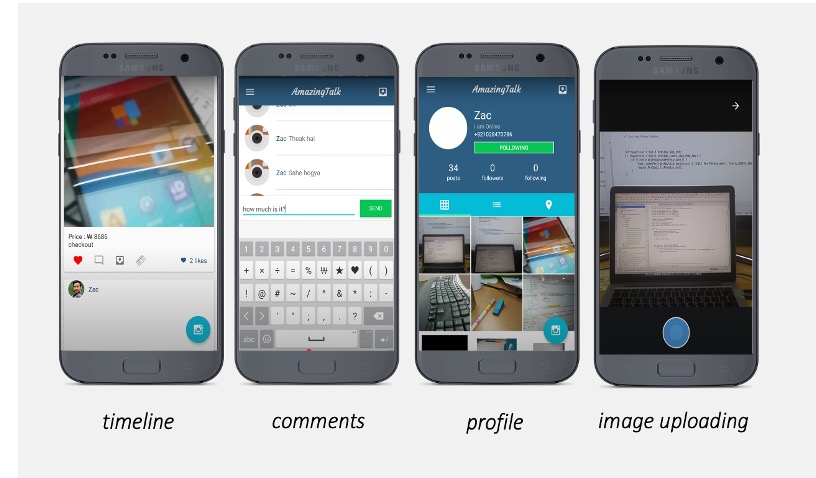 SAMSUNG
Price : ₩ 8686
checkout
2 likes
Zac
SAMSUNG
AmazingTalk
Zac Theak hai
Zac Sahe hogya
how much is it?
SEND
1 2 3 4 5 6 7 8 9 0
+ × ÷ = % ₩ ★ ♥ ( )
! @ # ~ / ^ & * : -
< > ' " ; , . ?
abc
SAMSUNG
AmazingTalk
Zac
I am Online
+821028470786
FOLLOWING
34 0 0
posts followers following
SAMSUNG
timeline
comments
profile
image uploading